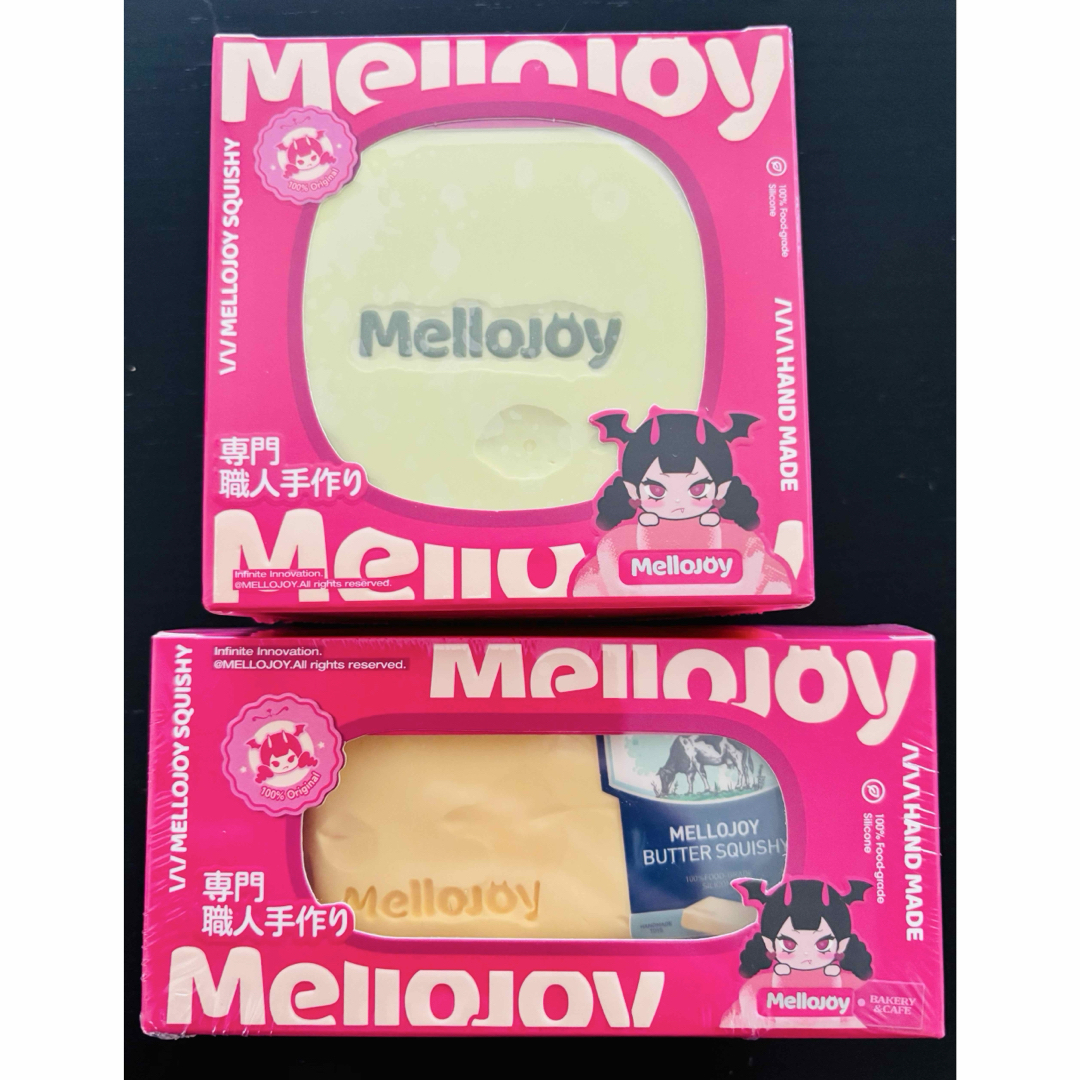 Mellojoy
100% Original
MELLOJOY SQUISHY
100% Food-grade
Silicone
HAND MADE
Mellojoy
専門
職人手作り
Mellojoy
Infinite Innovation.
@MELLOJOY.All rights reserved.
Mellojoy
MELLOJOY SQUISHY
Infinite Innovation.
@MELLOJOY.All rights reserved.
Mellojoy
100% Original
MELLOJOY
BUTTER SQUISHY
100% Food-grade
Silicone
HAND MADE
Mellojoy
専門
職人手作り
Mellojoy
Mellojoy
BAKERY
& CAFE